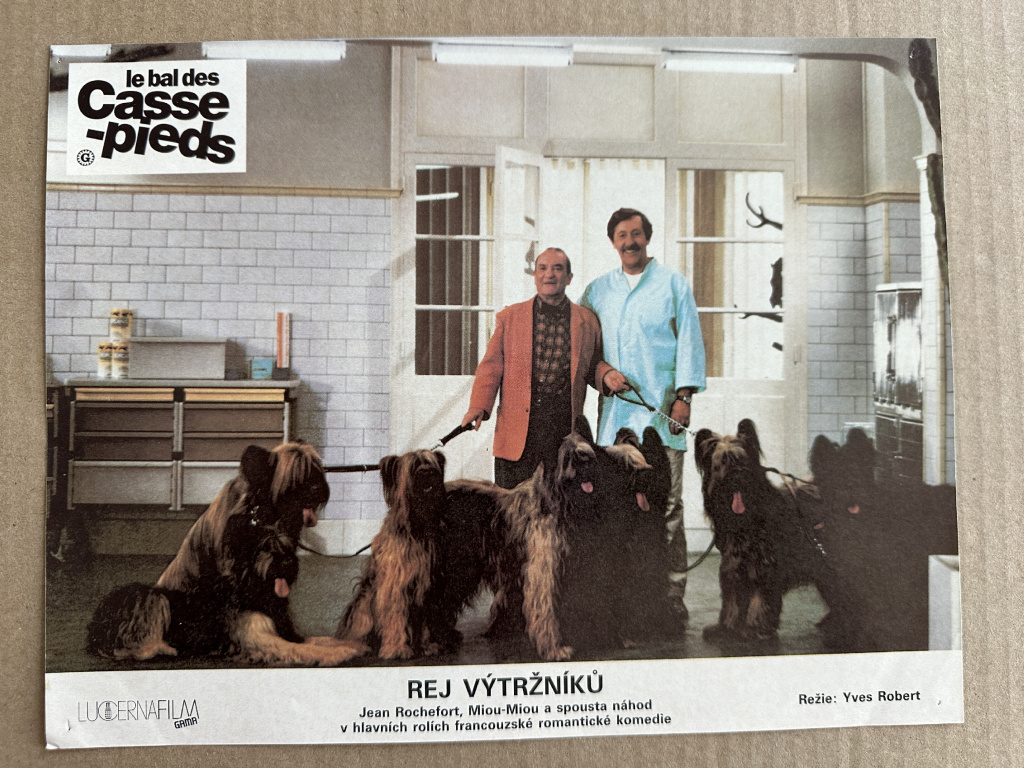 le bal des
Casse
-pieds
G
REJ VÝTRŽNÍKŮ
Jean Rochefort, Miou-Miou a spousta náhod
v hlavních rolích francouzské romantické komedie
LUCERNAFILM
GAMA
Režie: Yves Robert